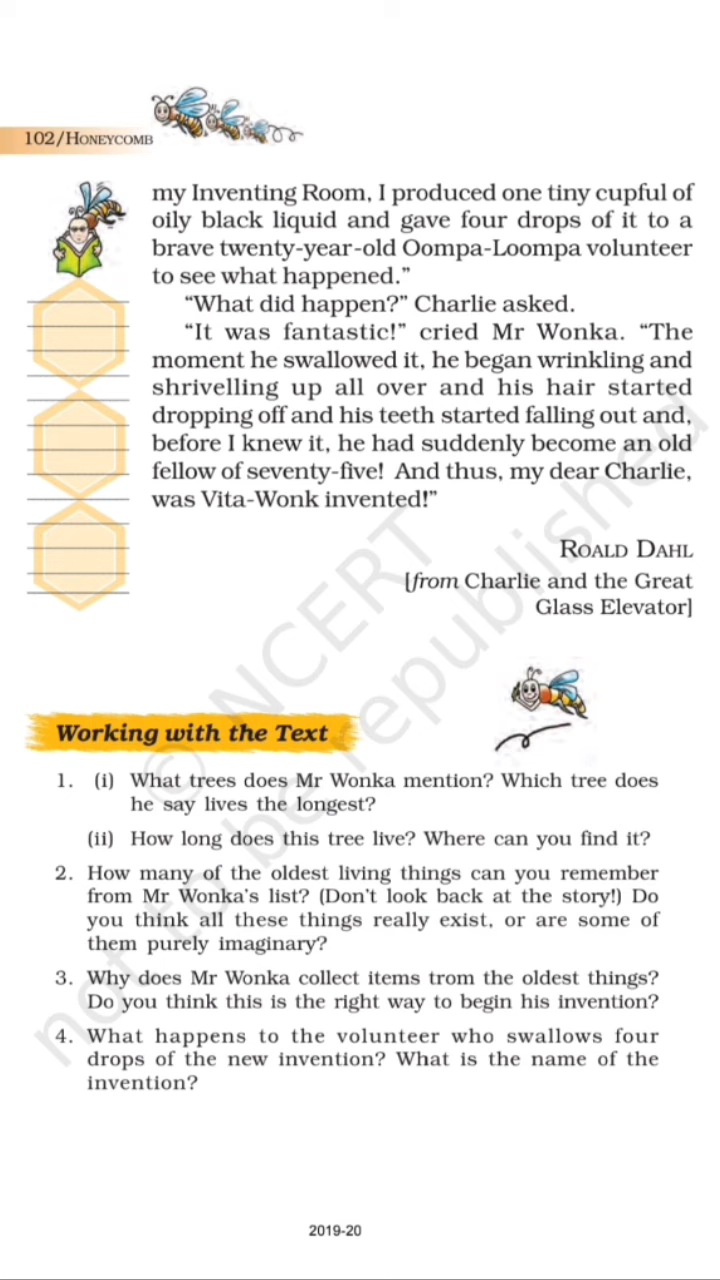 102/HONEYCOMB
my Inventing Room, I produced one tiny cupful of
oily black liquid and gave four drops of it to a
brave twenty-year-old Oompa-Loompa volunteer
to see what happened.”
“What did happen?” Charlie asked.
“It was fantastic!” cried Mr Wonka. “The
moment he swallowed it, he began wrinkling and
shrivelling up all over and his hair started
dropping off and his teeth started falling out and,
before I knew it, he had suddenly become an old
fellow of seventy-five! And thus, my dear Charlie,
was Vita-Wonk invented!”
ROALD DAHL
[from Charlie and the Great
Glass Elevator]
Working with the Text
1. (i) What trees does Mr Wonka mention? Which tree does
he say lives the longest?
(ii) How long does this tree live? Where can you find it?
2. How many of the oldest living things can you remember
from Mr Wonka's list? (Don't look back at the story!) Do
you think all these things really exist, or are some of
them purely imaginary?
3. Why does Mr Wonka collect items trom the oldest things?
Do you think this is the right way to begin his invention?
4. What happens to the volunteer who swallows four
drops of the new invention? What is the name of the
invention?
© NCERT
not to be republished
2019-20